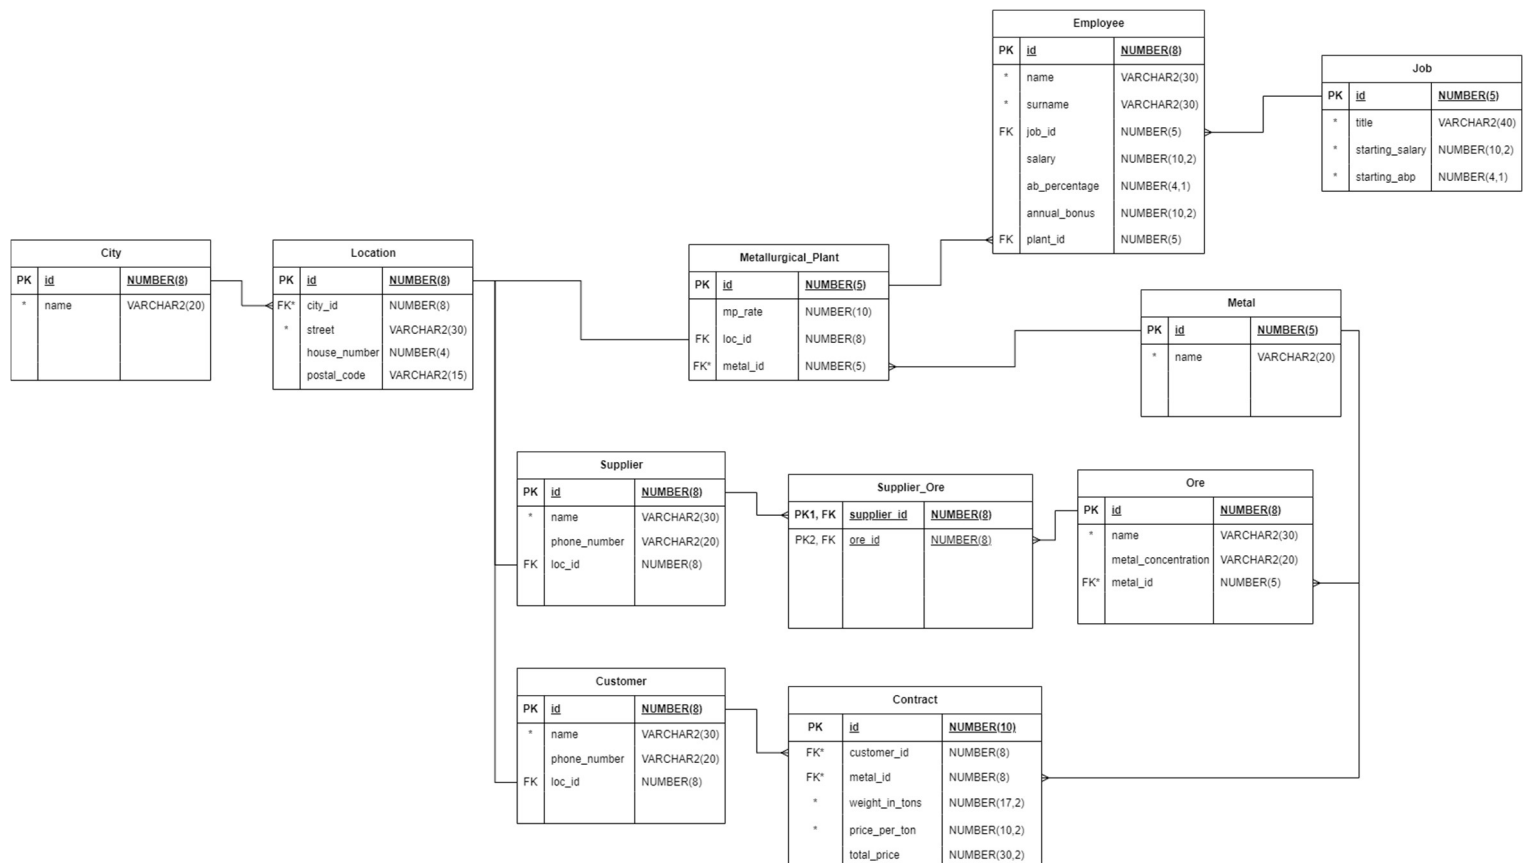 Employee
PK id NUMBER(8)
* name VARCHAR2(30)
* surname VARCHAR2(30)
FK job_id NUMBER(5)
salary NUMBER(10,2)
ab_percentage NUMBER(4,1)
annual_bonus NUMBER(10,2)
FK plant_id NUMBER(5)
Job
PK id NUMBER(5)
* title VARCHAR2(40)
* starting_salary NUMBER(10,2)
* starting_abp NUMBER(4,1)
City
PK id NUMBER(8)
* name VARCHAR2(20)
Location
PK id NUMBER(8)
FK* city_id NUMBER(8)
* street VARCHAR2(30)
house_number NUMBER(4)
postal_code VARCHAR2(15)
Metallurgical_Plant
PK id NUMBER(5)
mp_rate NUMBER(10)
FK loc_id NUMBER(8)
FK* metal_id NUMBER(5)
Metal
PK id NUMBER(5)
* name VARCHAR2(20)
Supplier
PK id NUMBER(8)
* name VARCHAR2(30)
phone_number VARCHAR2(20)
FK loc_id NUMBER(8)
Supplier_Ore
PK1, FK supplier_id NUMBER(8)
PK2, FK ore_id NUMBER(8)
Ore
PK id NUMBER(8)
* name VARCHAR2(30)
metal_concentration VARCHAR2(20)
FK* metal_id NUMBER(5)
Customer
PK id NUMBER(8)
* name VARCHAR2(30)
phone_number VARCHAR2(20)
FK loc_id NUMBER(8)
Contract
PK id NUMBER(10)
FK* customer_id NUMBER(8)
FK* metal_id NUMBER(8)
* weight_in_tons NUMBER(17,2)
* price_per_ton NUMBER(10,2)
total_price NUMBER(30,2)